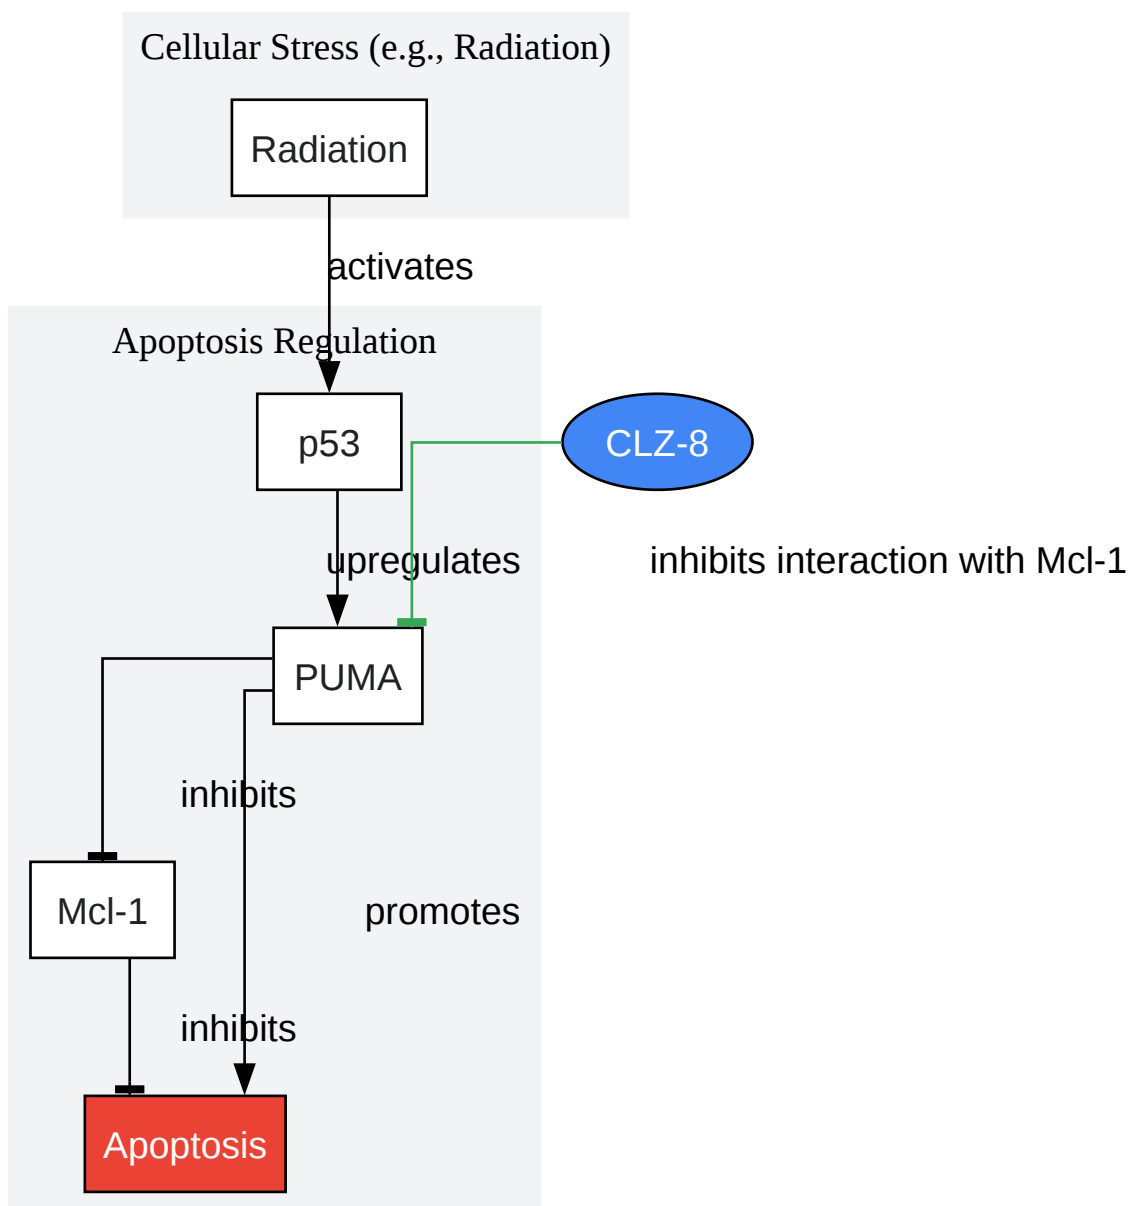 Cellular Stress (e.g., Radiation)
Radiation
activates
Apoptosis Regulation
p53
CLZ-8
upregulates
inhibits interaction with Mcl-1
PUMA
inhibits
Mcl-1
promotes
inhibits
Apoptosis